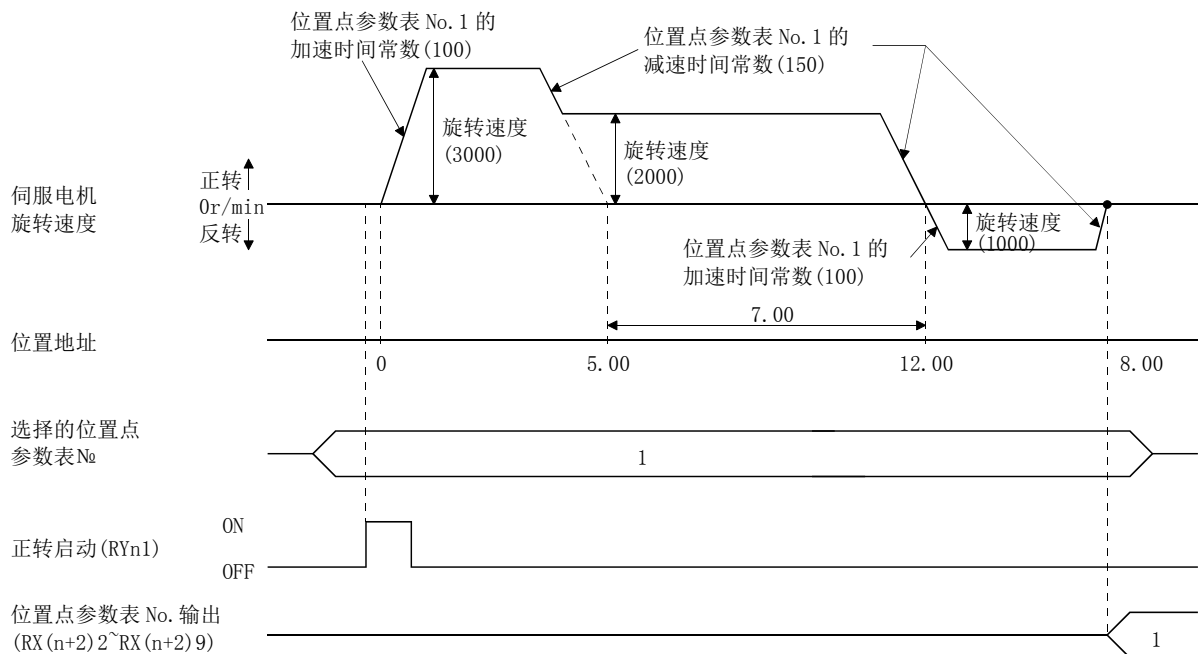 位置点参数表 No.1 的
加速时间常数(100)
位置点参数表 No.1 的
减速时间常数(150)
旋转速度
(3000)
旋转速度
(2000)
伺服电机
旋转速度
正转
0r/min
反转
旋转速度
(1000)
位置点参数表 No.1 的
加速时间常数(100)
7.00
位置地址
0
5.00
12.00
8.00
选择的位置点
参数表№
1
正转启动(RYn1)
ON
OFF
位置点参数表 No.输出
(RX(n+2)2~RX(n+2)9)
1